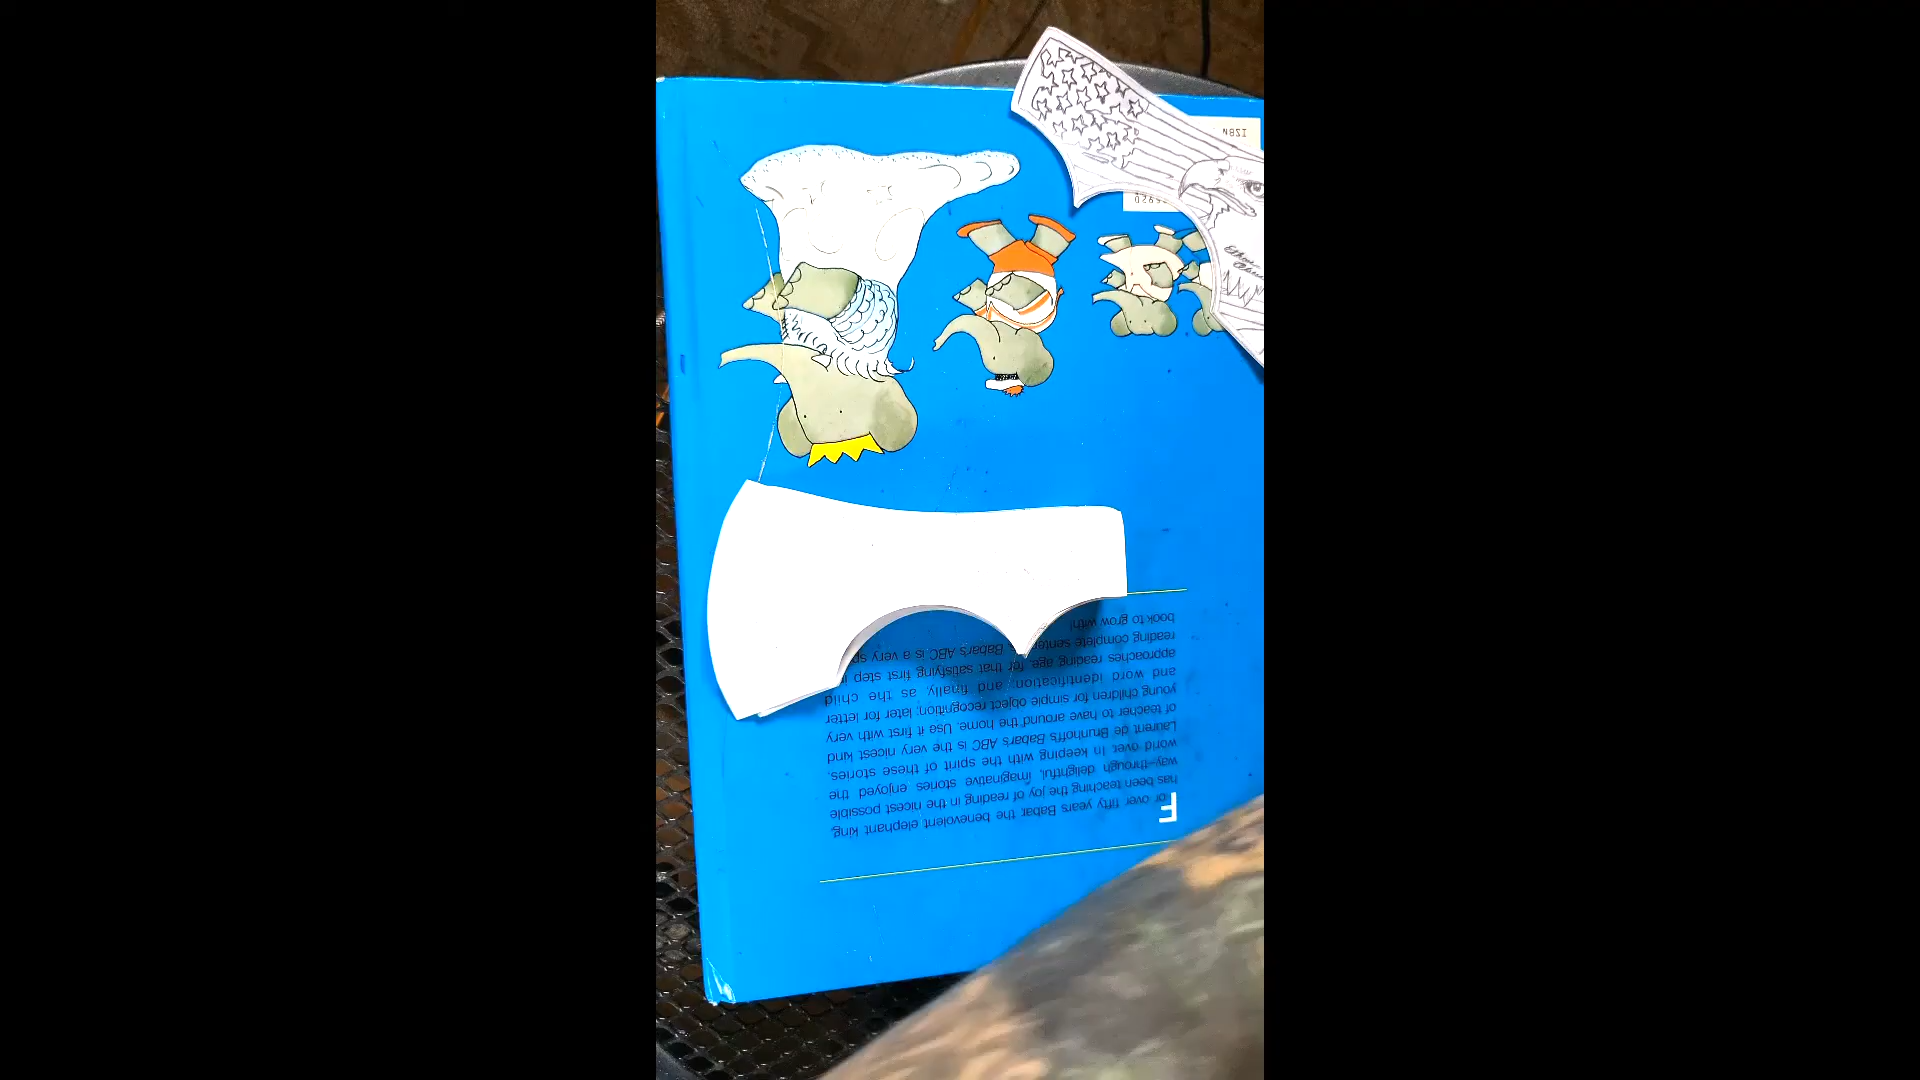 For over fifty years Babar, the benevolent elephant king,
has been teaching the joy of reading in the nicest possible
way—through delightful, imaginative stories enjoyed the
world over. In keeping with the spirit of these stories,
Laurent de Brunhoff's Babar's ABC is the very nicest kind
of teacher to have around the home. Use it first with very
young children for simple object recognition; later for letter
and word identification; and finally, as the child
approaches reading age, for that satisfying first step
reading complete Babar's ABC is a very
book to grow with!
ISBN